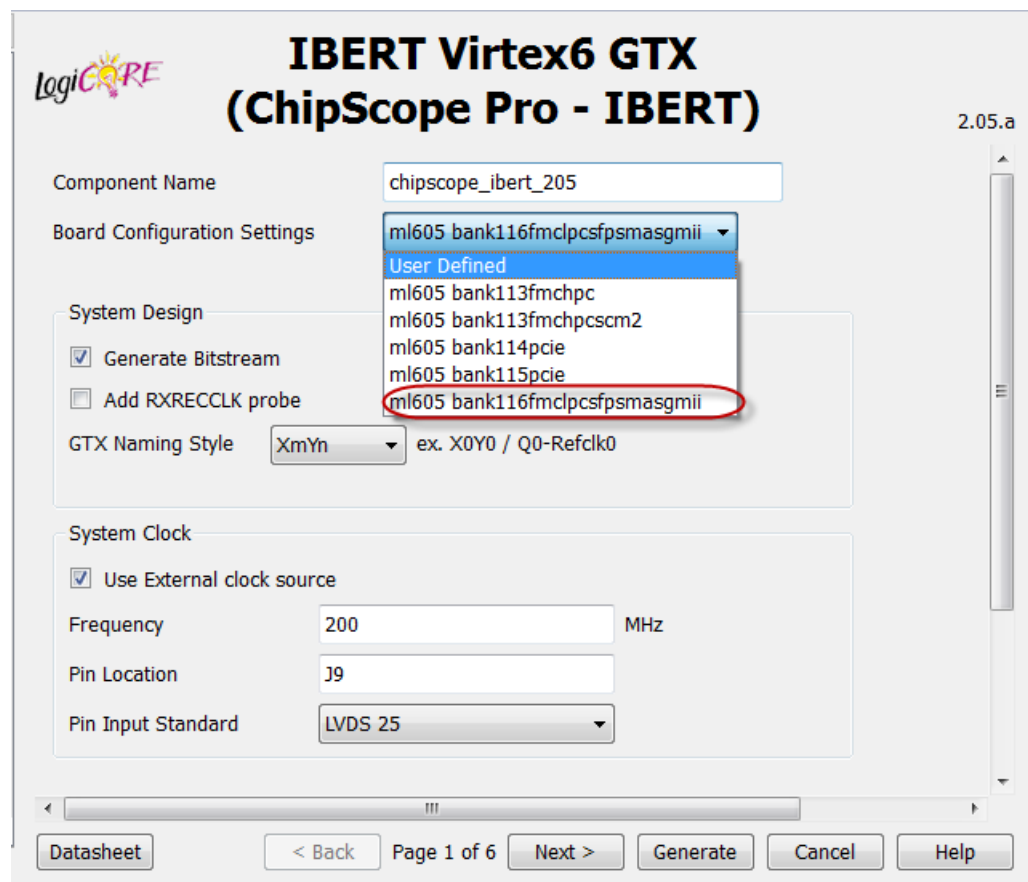 LogiCORE
IBERT Virtex6 GTX
(ChipScope Pro - IBERT)
2.05.a
Component Name chipscope_ibert_205
Board Configuration Settings ml605 bank116fmclpcsfpsmasgmii
User Defined
ml605 bank113fmchpc
ml605 bank113fmchpcscm2
ml605 bank114pcie
ml605 bank115pcie
ml605 bank116fmclpcsfpsmasgmii
System Design
Generate Bitstream
Add RXRECCLK probe
GTX Naming Style XmYn ex. X0Y0 / Q0-Refclk0
System Clock
Use External clock source
Frequency 200 MHz
Pin Location J9
Pin Input Standard LVDS 25
Datasheet < Back Page 1 of 6 Next > Generate Cancel Help